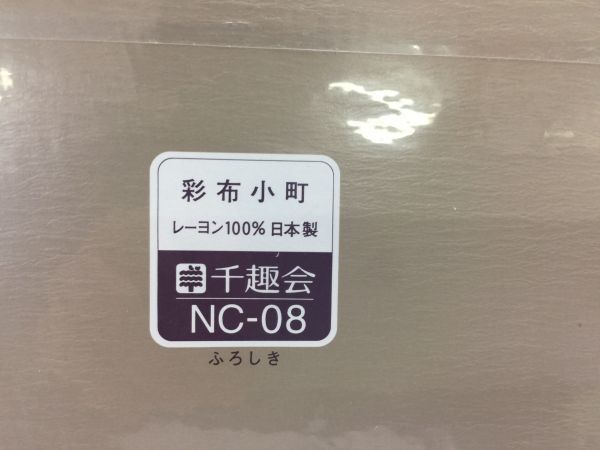 彩布小町
レーヨン100% 日本製
千趣会
NC-08
ふろしき